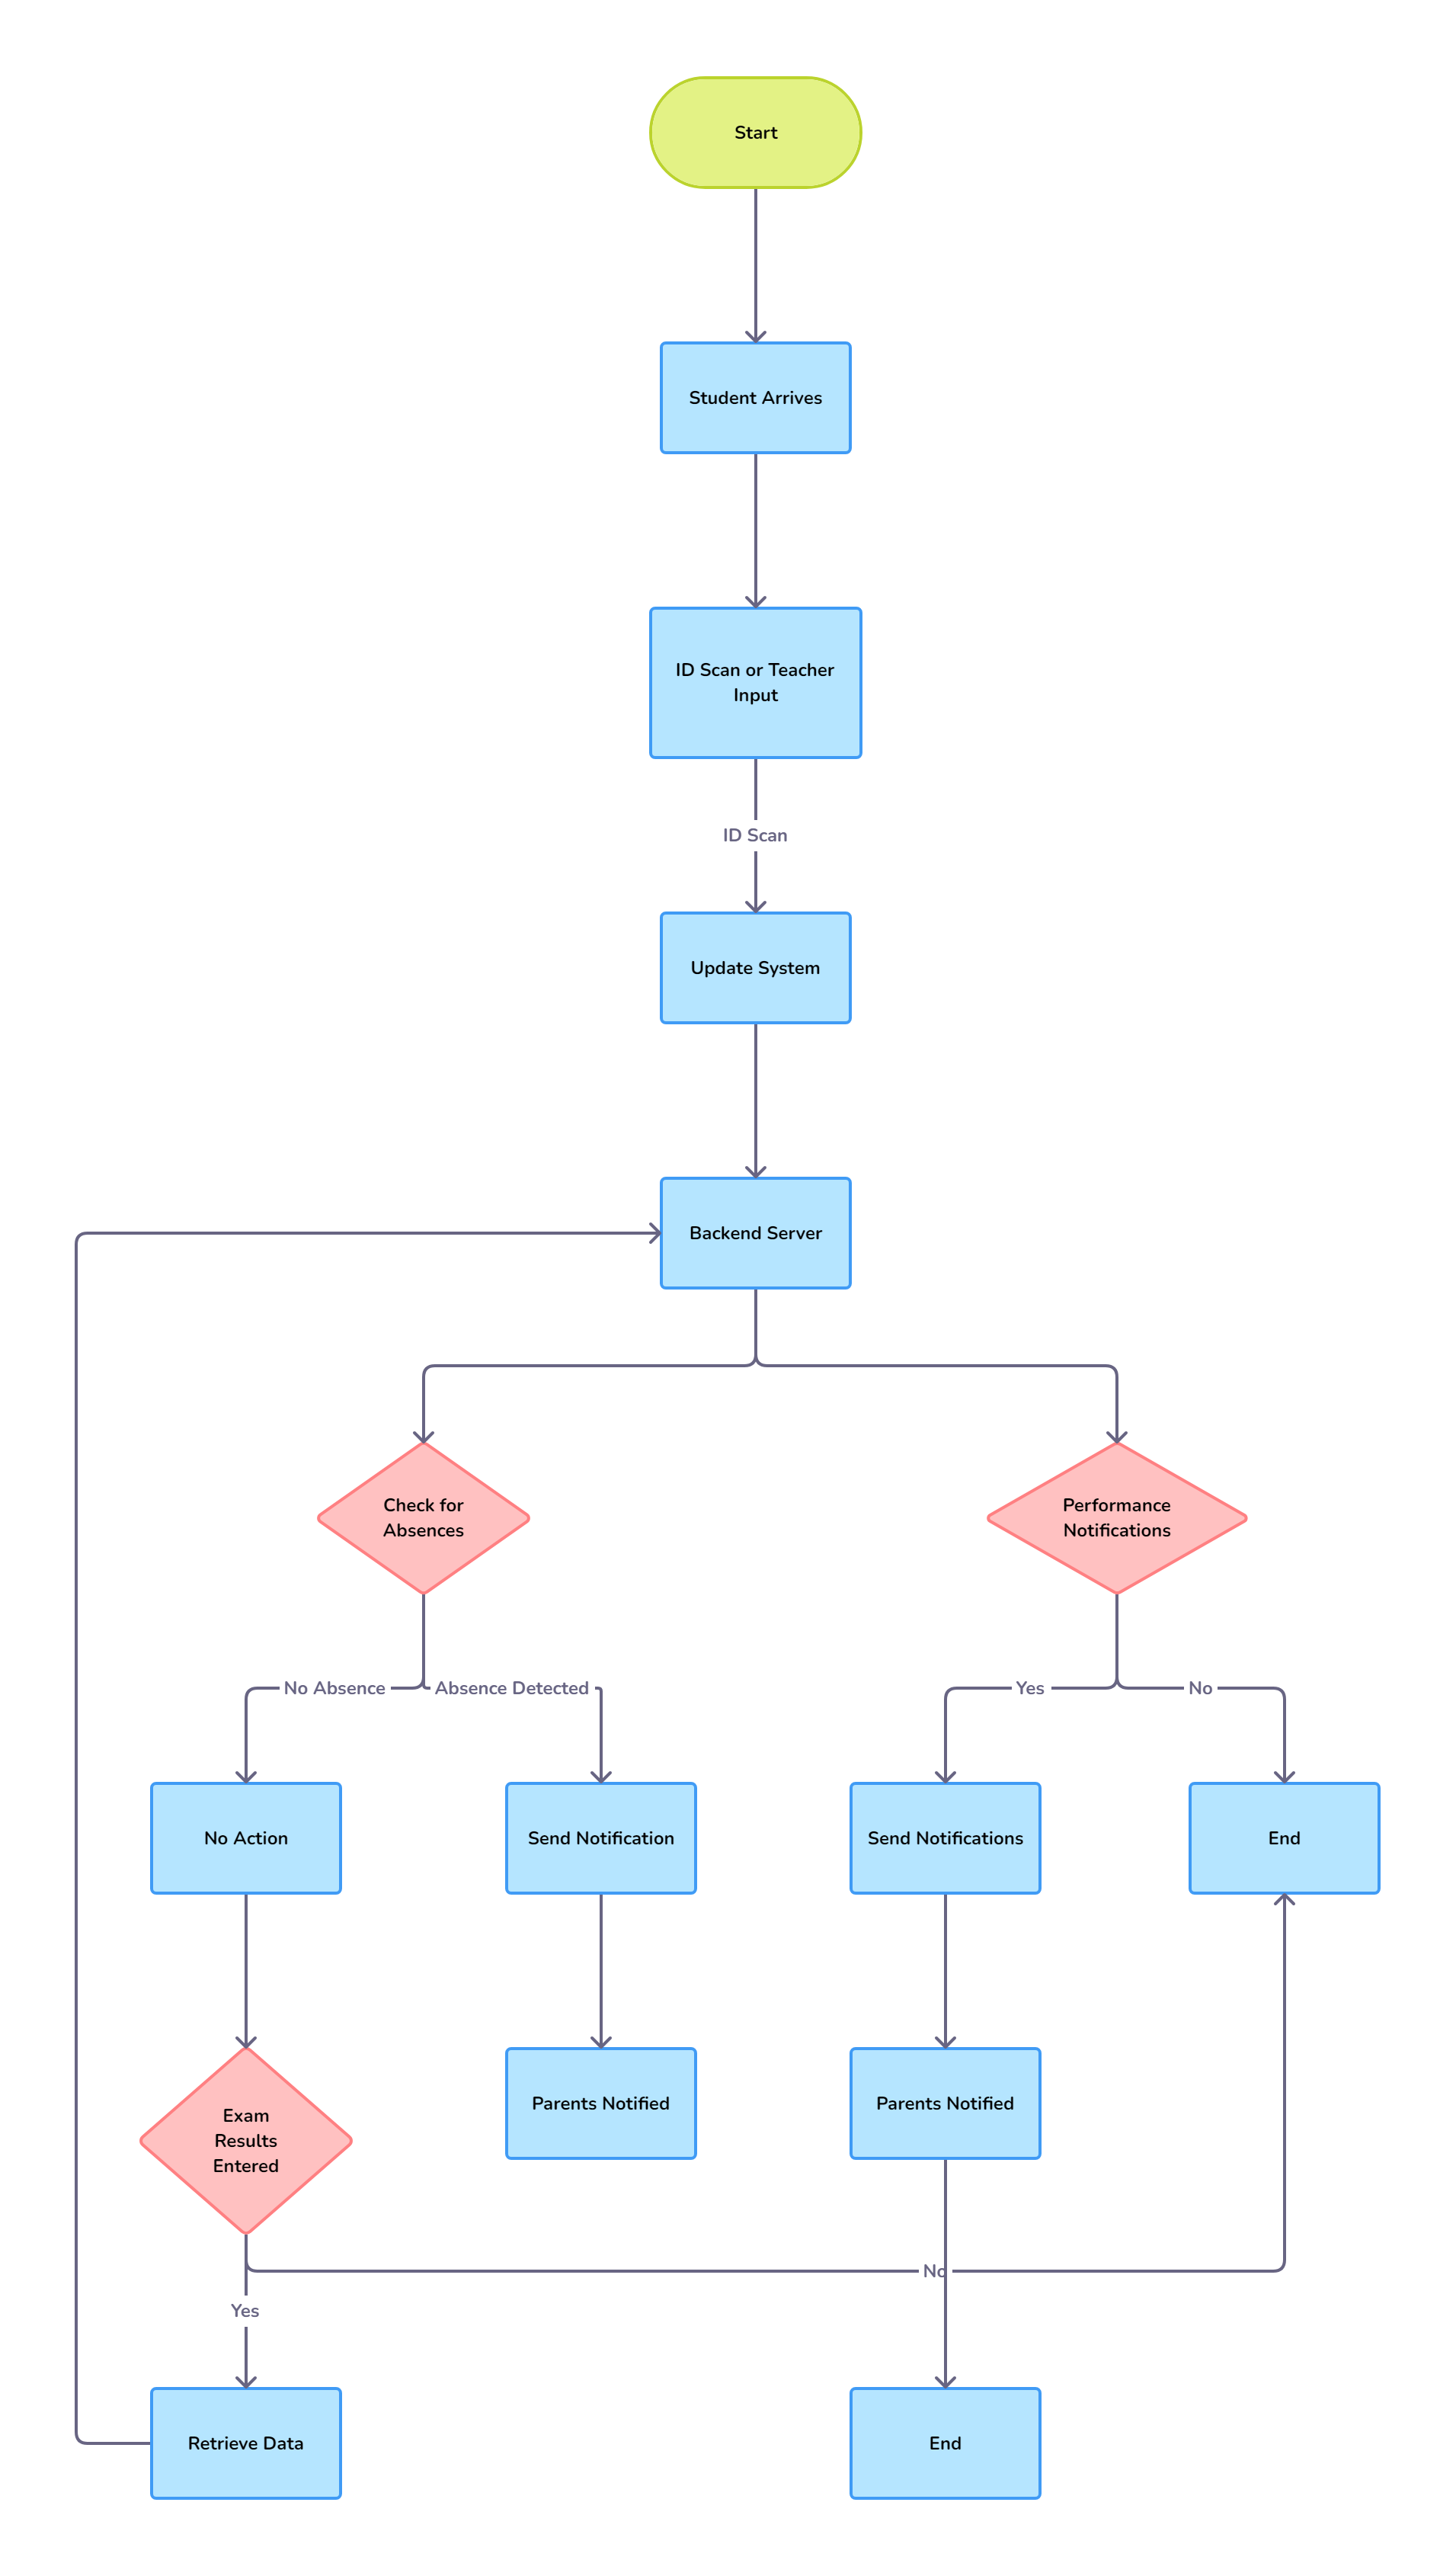 Start
Student Arrives
ID Scan or Teacher
Input
ID Scan
Update System
Backend Server
Check for
Absences
Performance
Notifications
No Absence
Absence Detected
Yes
No
No Action
Send Notification
Send Notifications
End
Exam
Results
Entered
Parents Notified
Parents Notified
No
Yes
Retrieve Data
End